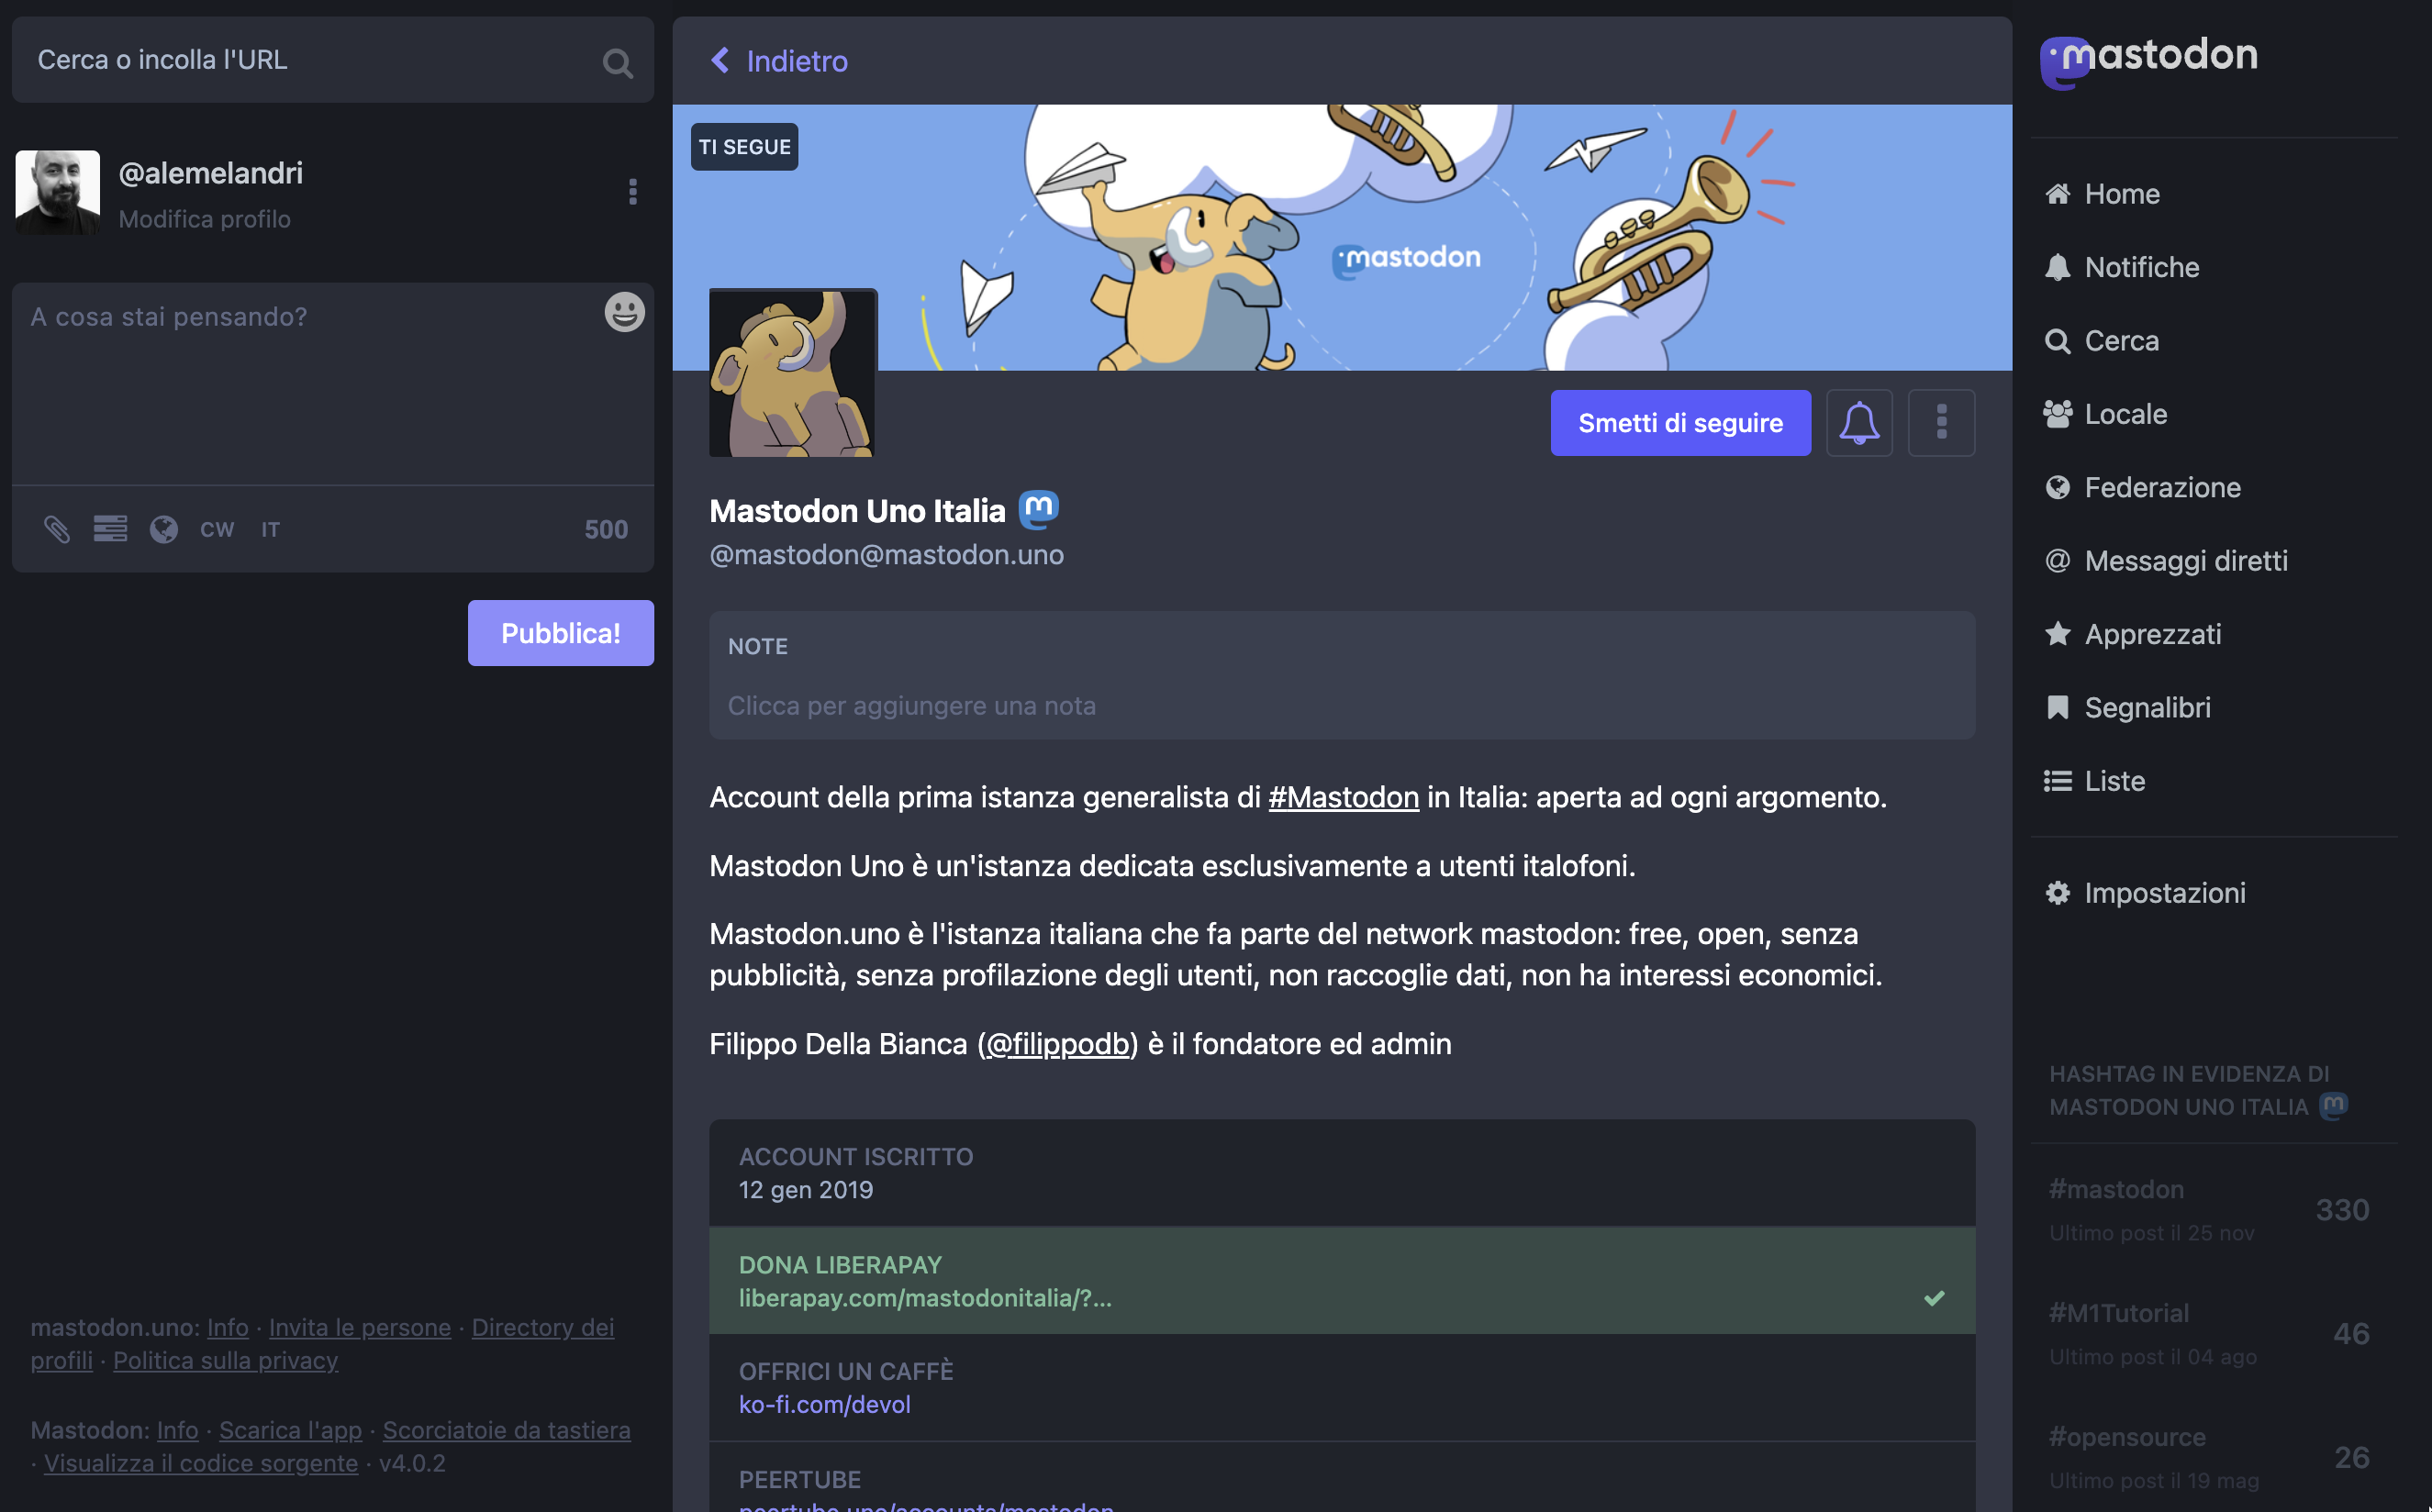 Cerca o incolla l'URL
@alemelandri
Modifica profilo
A cosa stai pensando?
CW IT 500
Pubblica!
mastodon.uno: Info · Invita le persone · Directory dei
profili · Politica sulla privacy
Mastodon: Info · Scarica l'app · Scorciatoie da tastiera
· Visualizza il codice sorgente · v4.0.2
Indietro
TI SEGUE
mastodon
Smetti di seguire
Mastodon Uno Italia
@mastodon@mastodon.uno
NOTE
Clicca per aggiungere una nota
Account della prima istanza generalista di #Mastodon in Italia: aperta ad ogni argomento.
Mastodon Uno è un'istanza dedicata esclusivamente a utenti italofoni.
Mastodon.uno è l'istanza italiana che fa parte del network mastodon: free, open, senza
pubblicità, senza profilazione degli utenti, non raccoglie dati, non ha interessi economici.
Filippo Della Bianca (@filippodb) è il fondatore ed admin
ACCOUNT ISCRITTO
12 gen 2019
DONA LIBERAPAY
liberapay.com/mastodonitalia/?...
OFFRICI UN CAFFÈ
ko-fi.com/devol
PEERTUBE
peertube.uno/accounts/mastodon
mastodon
Home
Notifiche
Cerca
Locale
Federazione
Messaggi diretti
Apprezzati
Segnalibri
Liste
Impostazioni
HASHTAG IN EVIDENZA DI
MASTODON UNO ITALIA
#mastodon
330
Ultimo post il 25 nov
#M1Tutorial
46
Ultimo post il 04 ago
#opensource
26
Ultimo post il 19 mag